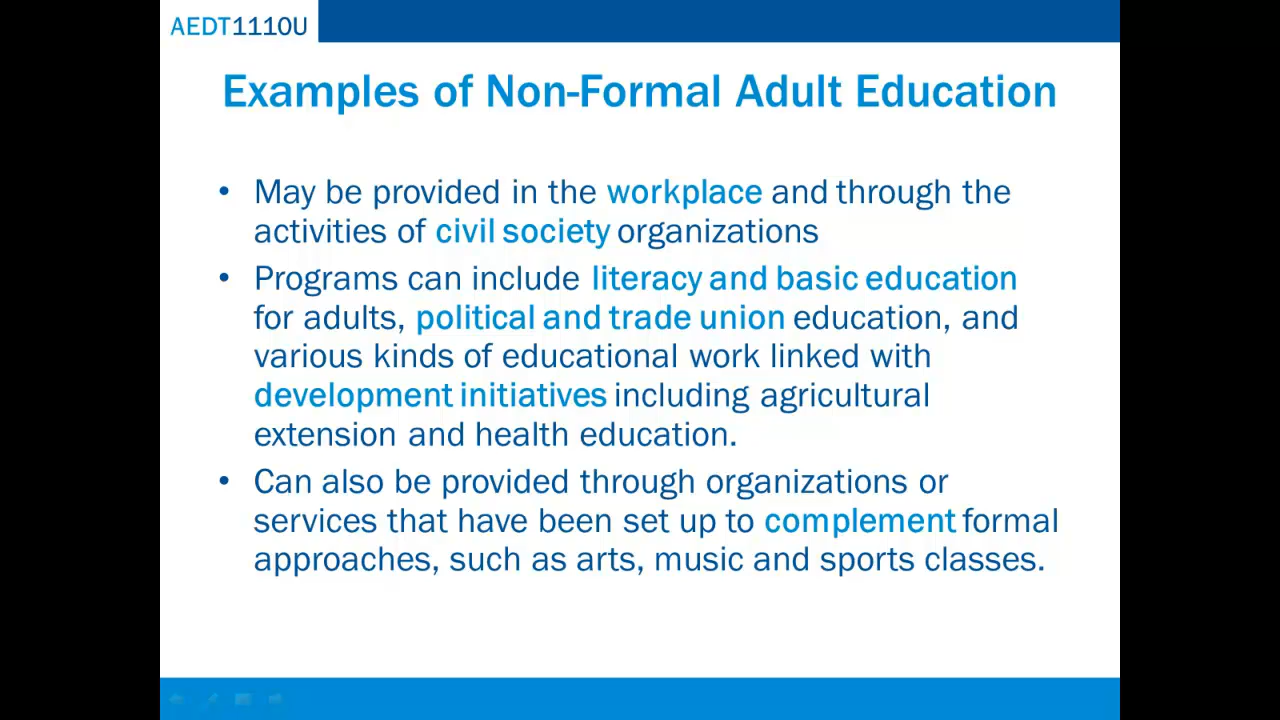 AEDT1110U
Examples of Non-Formal Adult Education
• May be provided in the workplace and through the
activities of civil society organizations
• Programs can include literacy and basic education
for adults, political and trade union education, and
various kinds of educational work linked with
development initiatives including agricultural
extension and health education.
• Can also be provided through organizations or
services that have been set up to complement formal
approaches, such as arts, music and sports classes.